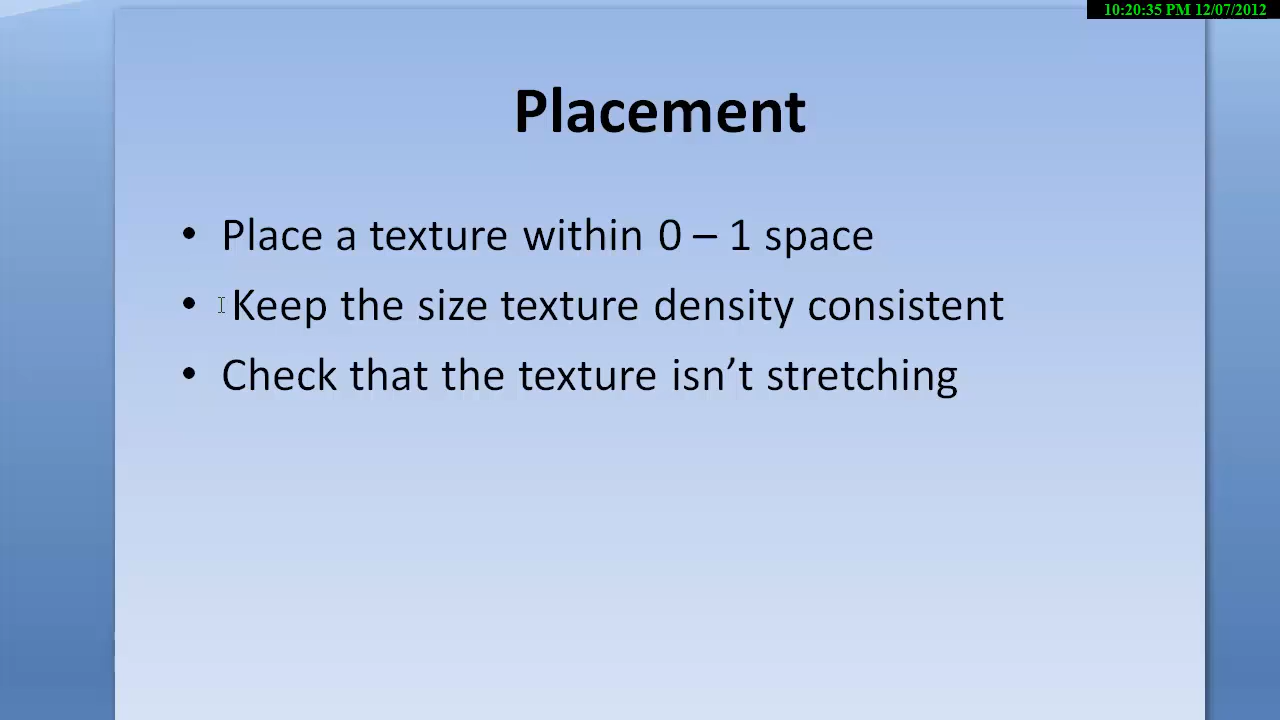 10:20:35 PM 12/07/2012
Placement
• Place a texture within 0 – 1 space
• Keep the size texture density consistent
• Check that the texture isn’t stretching